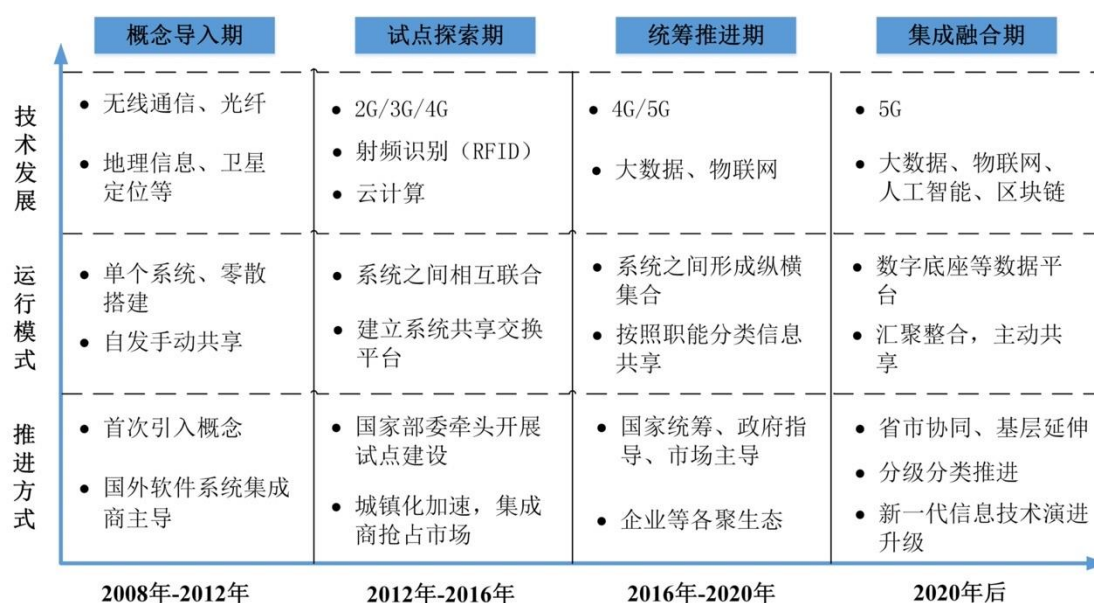 概念导入期
试点探索期
统筹推进期
集成融合期
技术发展
• 无线通信、光纤
• 地理信息、卫星
定位等
• 2G/3G/4G
• 射频识别（RFID）
• 云计算
• 4G/5G
• 大数据、物联网
• 5G
• 大数据、物联网、
人工智能、区块链
运行模式
• 单个系统、零散
搭建
• 自发手动共享
• 系统之间相互联合
• 建立系统共享交换
平台
• 系统之间形成纵横
集合
• 按照职能分类信息
共享
• 数字底座等数据平
台
• 汇聚整合，主动共
享
推进方式
• 首次引入概念
• 国外软件系统集成
商主导
• 国家部委牵头开展
试点建设
• 城镇化加速，集成
商抢占市场
• 国家统筹、政府指
导、市场主导
• 企业等各聚生态
• 省市协同、基层延伸
• 分级分类推进
• 新一代信息技术演进
升级
2008年-2012年
2012年-2016年
2016年-2020年
2020年后